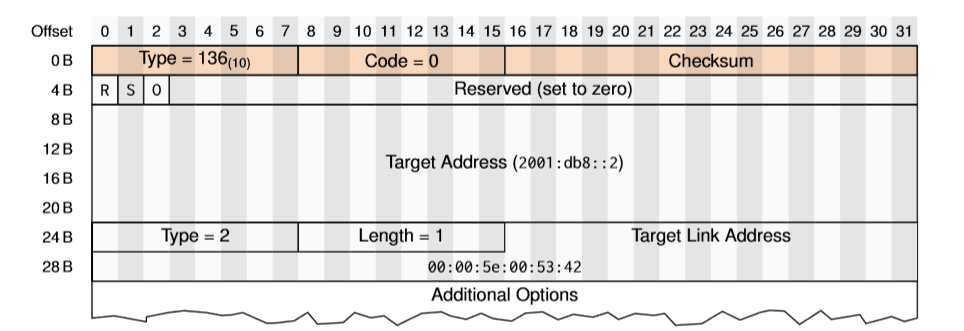 Offset 0 1 2 3 4 5 6 7 8 9 10 11 12 13 14 15 16 17 18 19 20 21 22 23 24 25 26 27 28 29 30 31
0 B Type = 136(10) Code = 0 Checksum
4 B R S O Reserved (set to zero)
8 B
12 B
Target Address (2001:db8::2)
16 B
20 B
24 B Type = 2 Length = 1 Target Link Address
28 B 00:00:5e:00:53:42
Additional Options